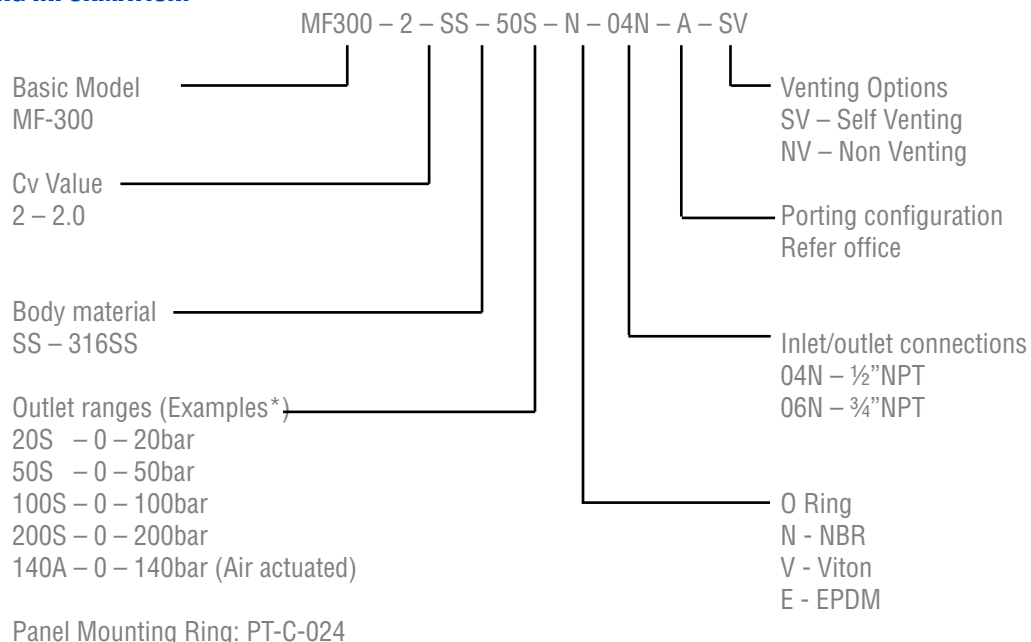 MF300 – 2 – SS – 50S – N – 04N – A – SV
Basic Model
MF-300
Cv Value
2 – 2.0
Body material
SS – 316SS
Outlet ranges (Examples*)
20S – 0 – 20bar
50S – 0 – 50bar
100S – 0 – 100bar
200S – 0 – 200bar
140A – 0 – 140bar (Air actuated)
Panel Mounting Ring: PT-C-024
Venting Options
SV – Self Venting
NV – Non Venting
Porting configuration
Refer office
Inlet/outlet connections
04N – ½”NPT
06N – ¾”NPT
O Ring
N - NBR
V - Viton
E - EPDM